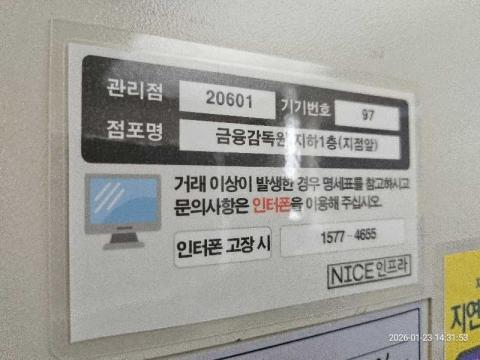 관리점 20601 기기번호 97
점포명 금융감독원 지하1층(지점앞)
거래 이상이 발생한 경우 명세표를 참고하시고
문의사항은 인터폰을 이용해 주십시오.
인터폰 고장 시 1577-4655
NICE인프라
지연
2026-01-23 14:31:53